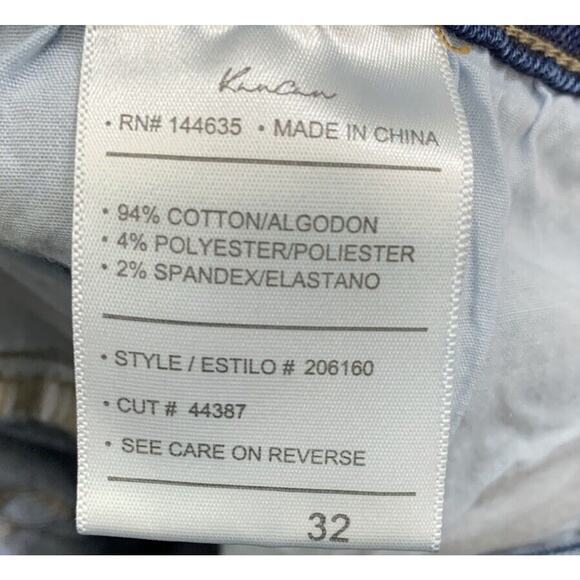 KanCan
• RN# 144635 • MADE IN CHINA
• 94% COTTON/ALGODON
• 4% POLYESTER/POLIESTER
• 2% SPANDEX/ELASTANO
• STYLE / ESTILO # 206160
• CUT # 44387
• SEE CARE ON REVERSE
32